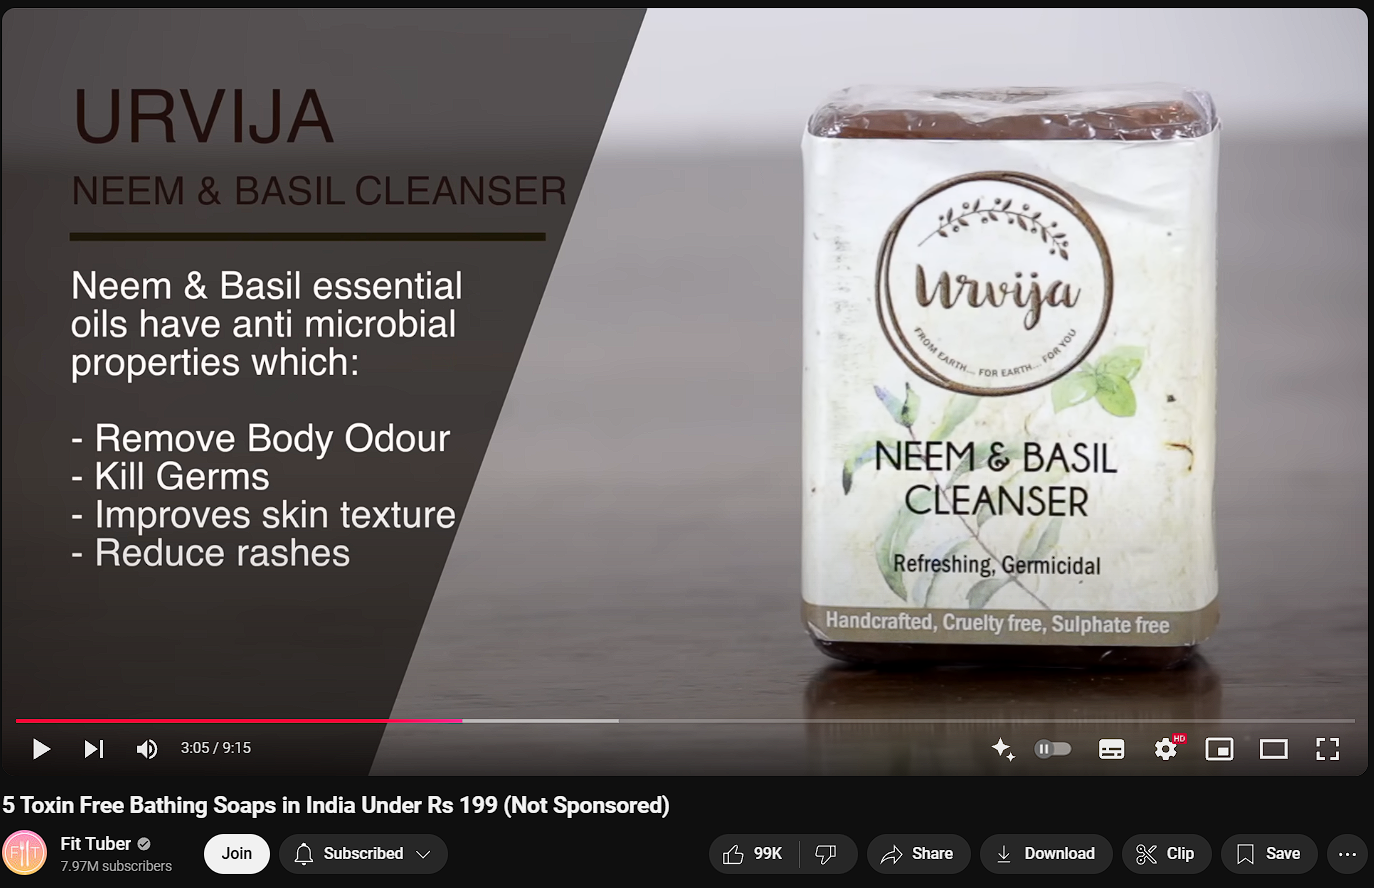 URVIJA
NEEM & BASIL CLEANSER
Neem & Basil essential
oils have anti microbial
properties which:
- Remove Body Odour
- Kill Germs
- Improves skin texture
- Reduce rashes
Urvija
FROM EARTH... FOR EARTH... FOR YOU
NEEM & BASIL
CLEANSER
Refreshing, Germicidal
Handcrafted, Cruelty free, Sulphate free
3:05 / 9:15
HD
5 Toxin Free Bathing Soaps in India Under Rs 199 (Not Sponsored)
FIT
Fit Tuber
7.97M subscribers
Join
Subscribed
99K
Share
Download
Clip
Save